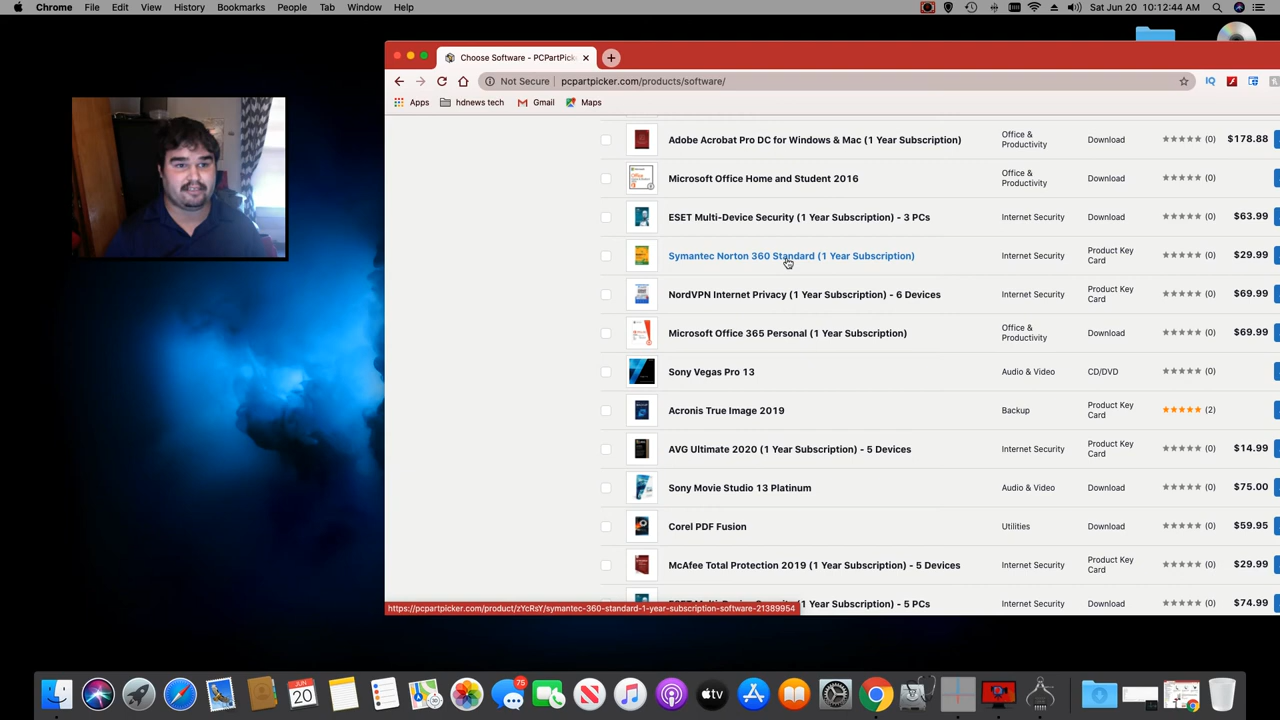 Chrome File Edit View History Bookmarks People Tab Window Help Sat Jun 20 10:12:44 AM
Choose Software - PCPartPick
Not Secure pcpartpicker.com/products/software/
Apps hdnews tech Gmail Maps
Adobe Acrobat Pro DC for Windows & Mac (1 Year Subscription) Office & Productivity Download (0) $178.88
Microsoft Office Home and Student 2016 Office & Productivity Download (0)
ESET Multi-Device Security (1 Year Subscription) - 3 PCs Internet Security Download (0) $63.99
Symantec Norton 360 Standard (1 Year Subscription) Internet Security Product Key Card (0) $29.99
NordVPN Internet Privacy (1 Year Subscription) - 6 Devices Internet Security Product Key Card (0) $69.99
Microsoft Office 365 Personal (1 Year Subscription) Office & Productivity Download (0) $69.99
Sony Vegas Pro 13 Audio & Video CD/DVD (0)
Acronis True Image 2019 Backup Product Key Card (2)
AVG Ultimate 2020 (1 Year Subscription) - 5 Devices Internet Security Product Key Card (0) $14.99
Sony Movie Studio 13 Platinum Audio & Video Download (0) $75.00
Corel PDF Fusion Utilities Download (0) $59.95
McAfee Total Protection 2019 (1 Year Subscription) - 5 Devices Internet Security Product Key Card (0) $29.99
(1 Year Subscription) - 5 PCs Internet Security Download (0) $74.99
https://pcpartpicker.com/product/zYcRsY/symantec-360-standard-1-year-subscription-software-21389954
JUN
20
75
tv